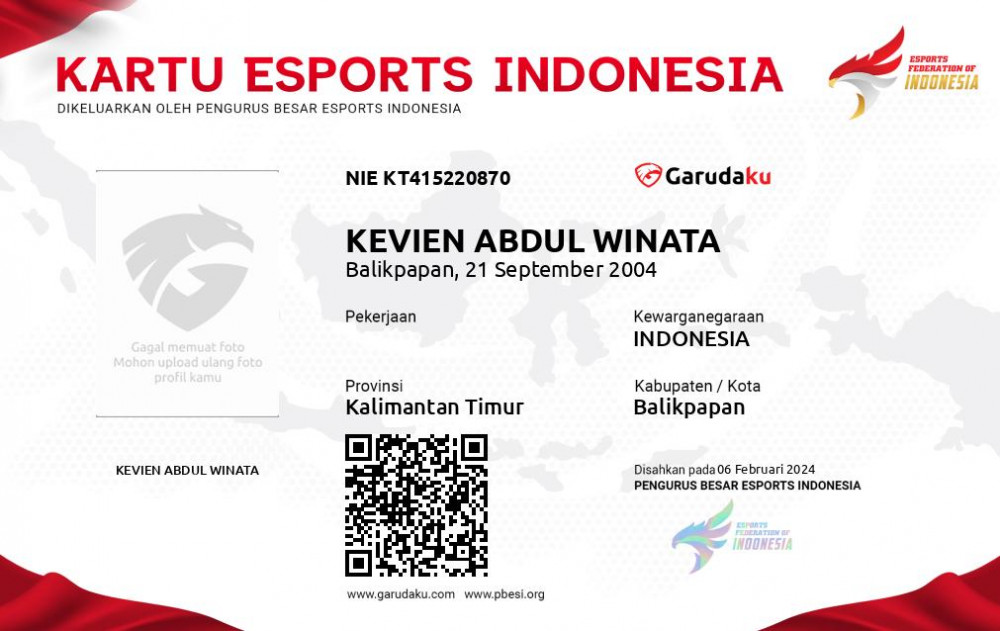 KARTU ESPORTS INDONESIA
DIKELUARKAN OLEH PENGURUS BESAR ESPORTS INDONESIA
ESPORTS
FEDERATION OF
INDONESIA
NIE KT415220870
Garudaku
KEVIEN ABDUL WINATA
Balikpapan, 21 September 2004
Gagal memuat foto
Mohon upload ulang foto
profil kamu
Pekerjaan
Kewarganegaraan
INDONESIA
Provinsi
Kalimantan Timur
Kabupaten / Kota
Balikpapan
KEVIEN ABDUL WINATA
Disahkan pada 06 Februari 2024
PENGURUS BESAR ESPORTS INDONESIA
ESPORTS
FEDERATION OF
INDONESIA
www.garudaku.com www.pbesi.org